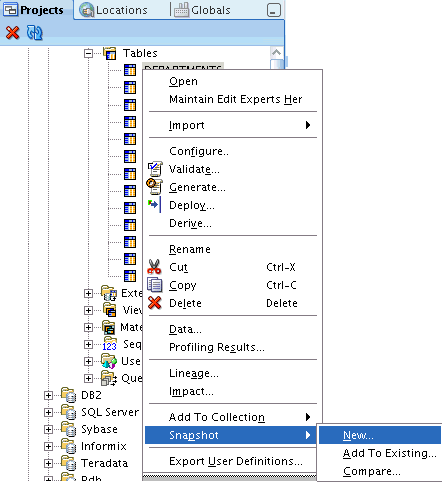 Projects Locations Globals
Tables
DEPARTMENTS
Open
Maintain Edit Experts Her
Import
Configure..
Validate...
Generate...
Deploy...
Derive...
Rename
Cut Ctrl-X
Copy Ctrl-C
Delete Delete
Data...
Profiling Results...
Lineage...
Impact...
Add To Collection
Snapshot
Export User Definitions...
New...
Add To Existing...
Compare...
Exte
View
Mate
Seq
User
Que
DB2
SQL Server
Sybase
Informix
Teradata
Rdb